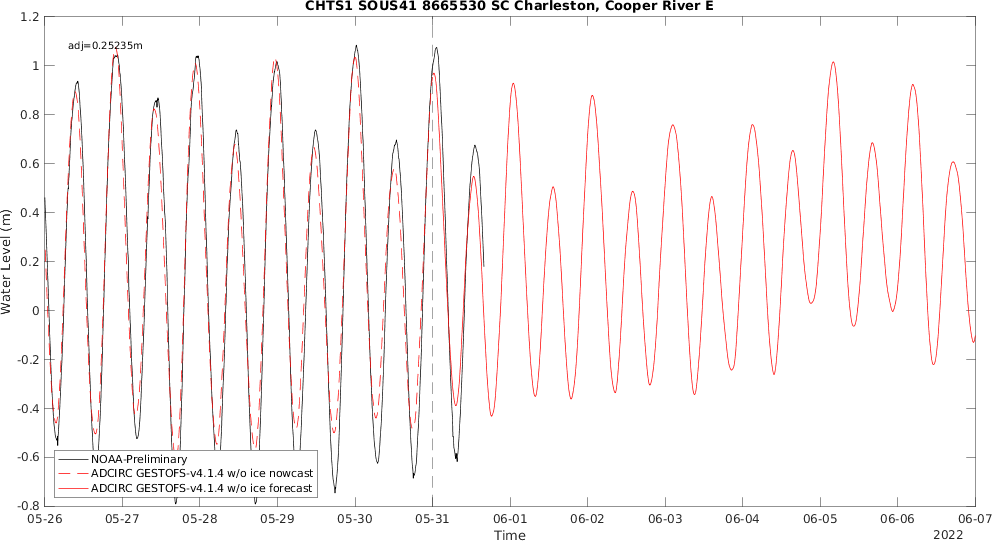 CHTS1 SOUS41 8665530 SC Charleston, Cooper River E
adj=0.25235m
1.2
1
0.8
0.6
0.4
0.2
0
-0.2
-0.4
-0.6
-0.8
Water Level (m)
NOAA-Preliminary
ADCIRC GESTOFS-v4.1.4 w/o ice nowcast
ADCIRC GESTOFS-v4.1.4 w/o ice forecast
05-26 05-27 05-28 05-29 05-30 05-31 06-01 06-02 06-03 06-04 06-05 06-06 06-07
Time
2022